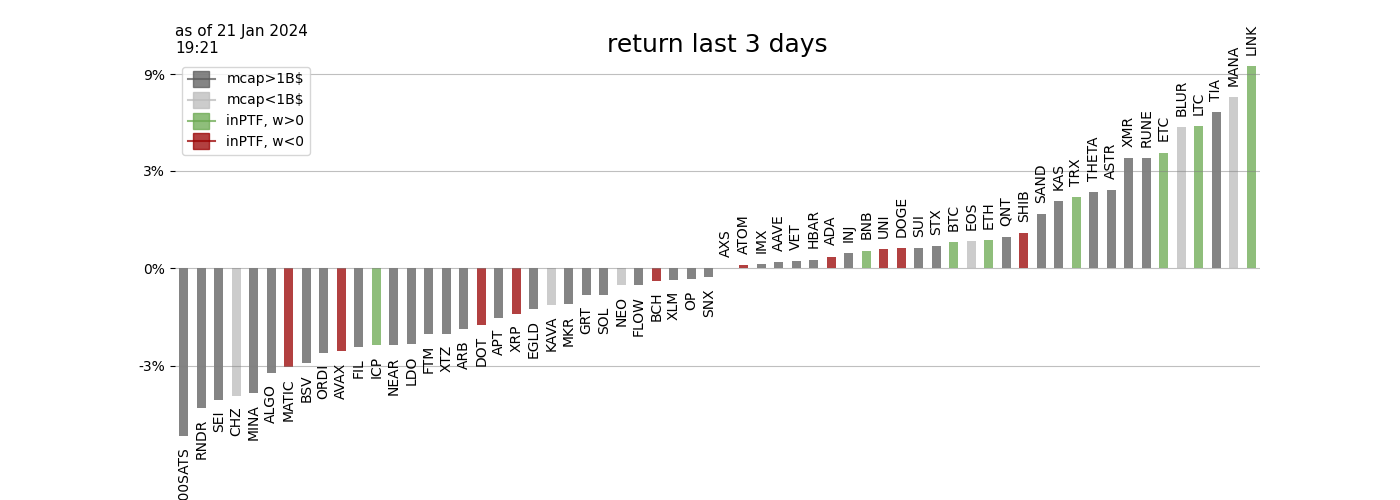 as of 21 Jan 2024
19:21
return last 3 days
mcap>1B$
mcap<1B$
inPTF, w>0
inPTF, w<0
9%
3%
0%
-3%
00SATS
RNDR
SEI
CHZ
MINA
ALGO
MATIC
BSV
ORDI
AVAX
FIL
ICP
NEAR
LDO
FTM
XTZ
ARB
DOT
APT
XRP
EGLD
KAVA
MKR
GRT
SOL
NEO
FLOW
BCH
XLM
OP
SNX
AXS
ATOM
IMX
AAVE
VET
HBAR
ADA
INJ
BNB
UNI
DOGE
SUI
STX
BTC
EOS
ETH
QNT
SHIB
SAND
KAS
TRX
THETA
ASTR
XMR
RUNE
ETC
BLUR
LTC
TIA
MANA
LINK